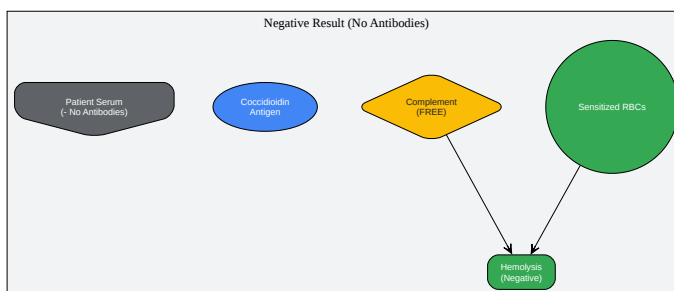 Negative Result (No Antibodies)
Patient Serum
(- No Antibodies)
Coccidioidin
Antigen
Complement
(FREE)
Sensitized RBCs
Hemolysis
(Negative)